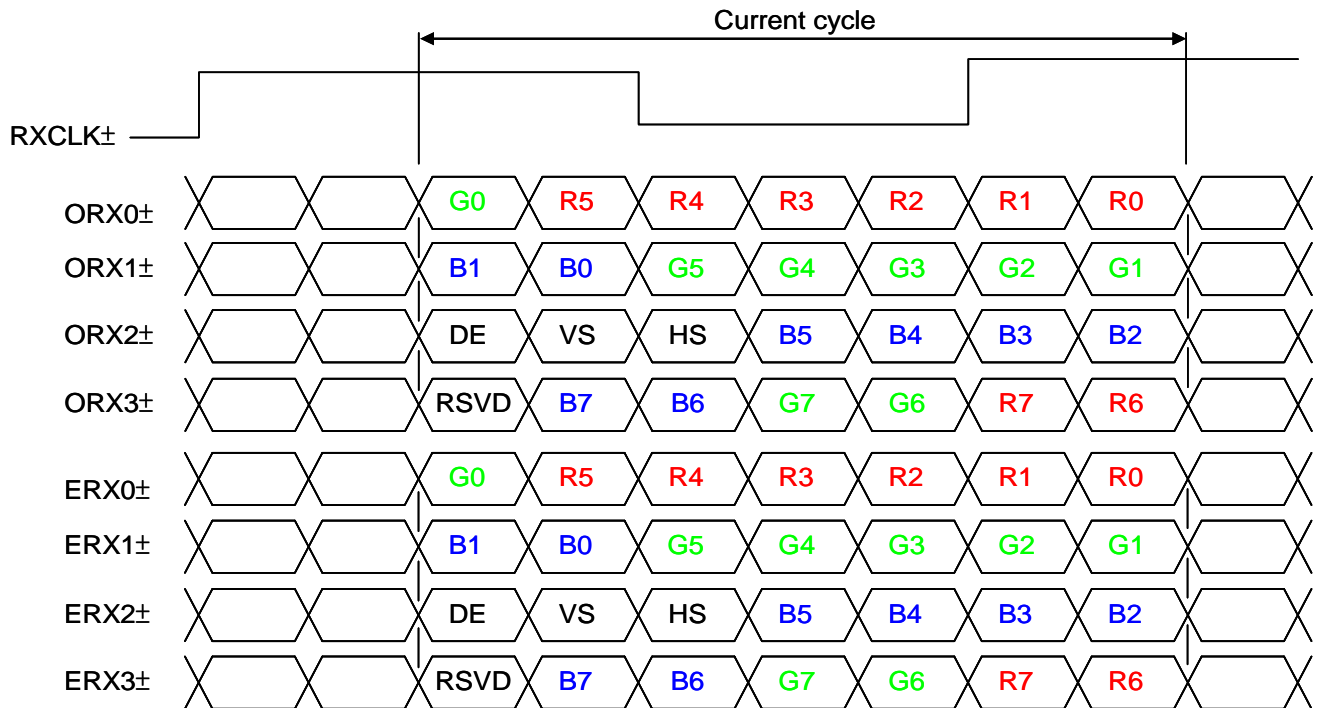 Current cycle
RXCLK±
ORX0± G0 R5 R4 R3 R2 R1 R0
ORX1± B1 B0 G5 G4 G3 G2 G1
ORX2± DE VS HS B5 B4 B3 B2
ORX3± RSVD B7 B6 G7 G6 R7 R6
ERX0± G0 R5 R4 R3 R2 R1 R0
ERX1± B1 B0 G5 G4 G3 G2 G1
ERX2± DE VS HS B5 B4 B3 B2
ERX3± RSVD B7 B6 G7 G6 R7 R6